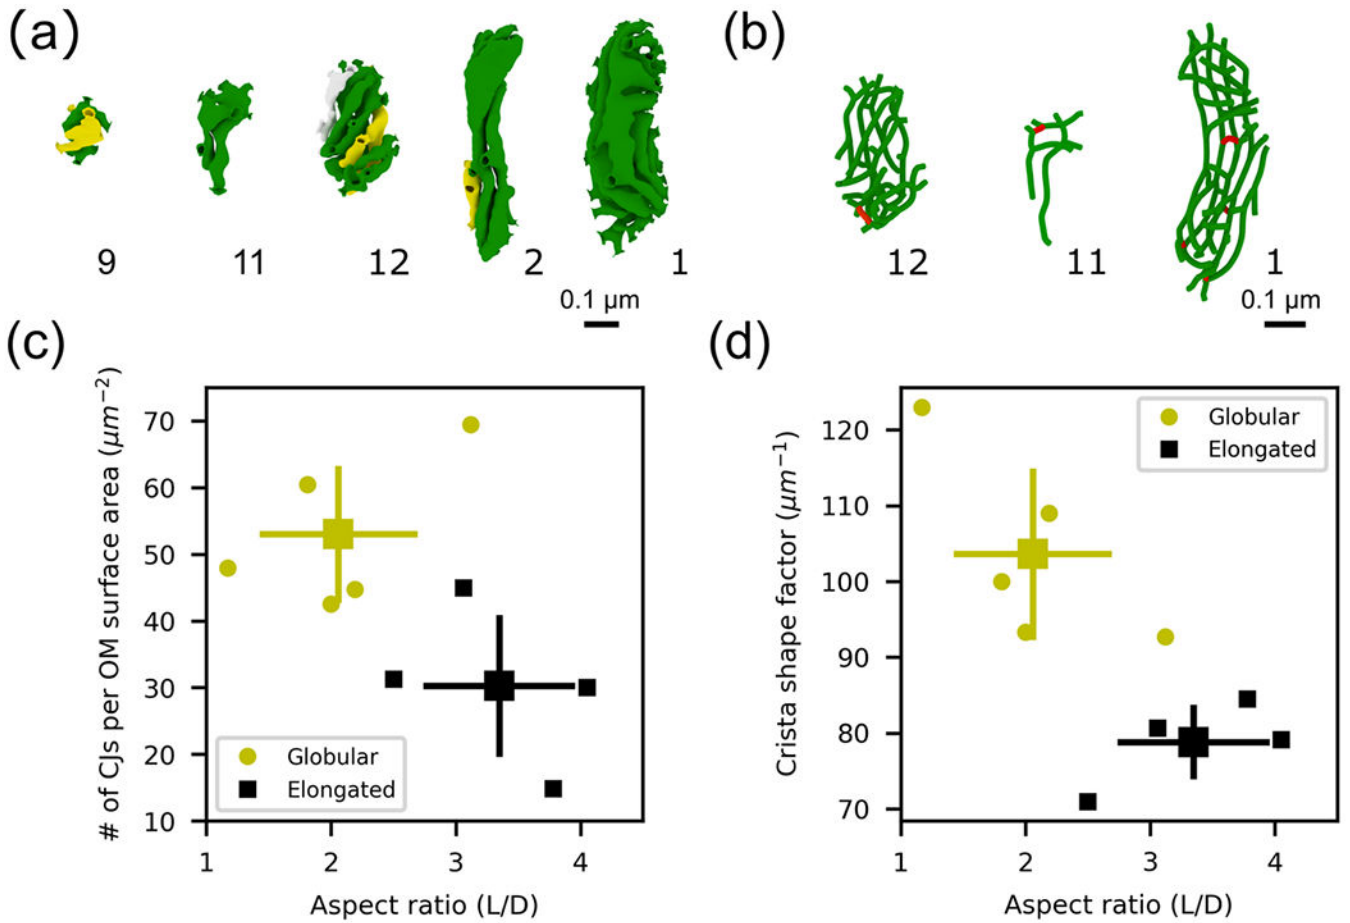 (a)
9
11
12
2
1
0.1 µm
(b)
12
11
1
0.1 µm
(c)
# of CJs per OM surface area (μm⁻²)
70
60
50
40
30
20
10
Globular
Elongated
1
2
3
4
Aspect ratio (L/D)
(d)
Crista shape factor (μm⁻¹)
120
110
100
90
80
70
Globular
Elongated
1
2
3
4
Aspect ratio (L/D)